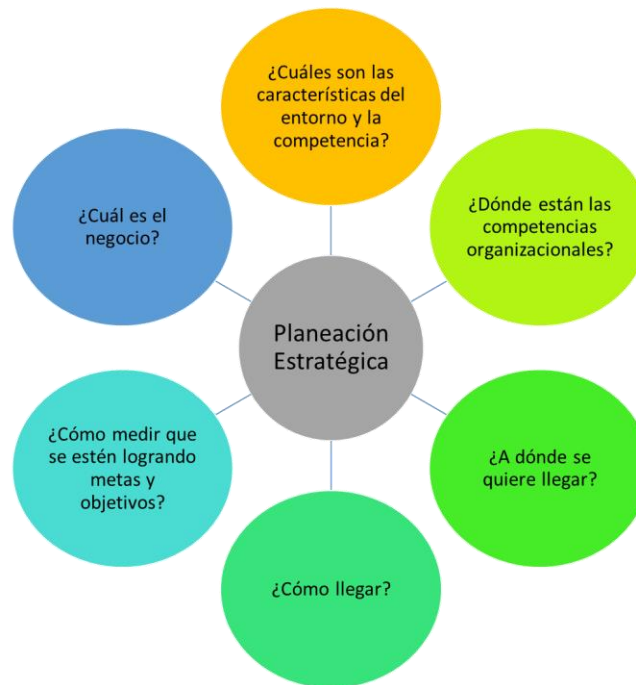 ¿Cuáles son las
características del
entorno y la
competencia?
¿Dónde están las
competencias
organizacionales?
¿A dónde se
quiere llegar?
¿Cómo llegar?
¿Cómo medir que
se estén logrando
metas y
objetivos?
¿Cuál es el
negocio?
Planeación
Estratégica